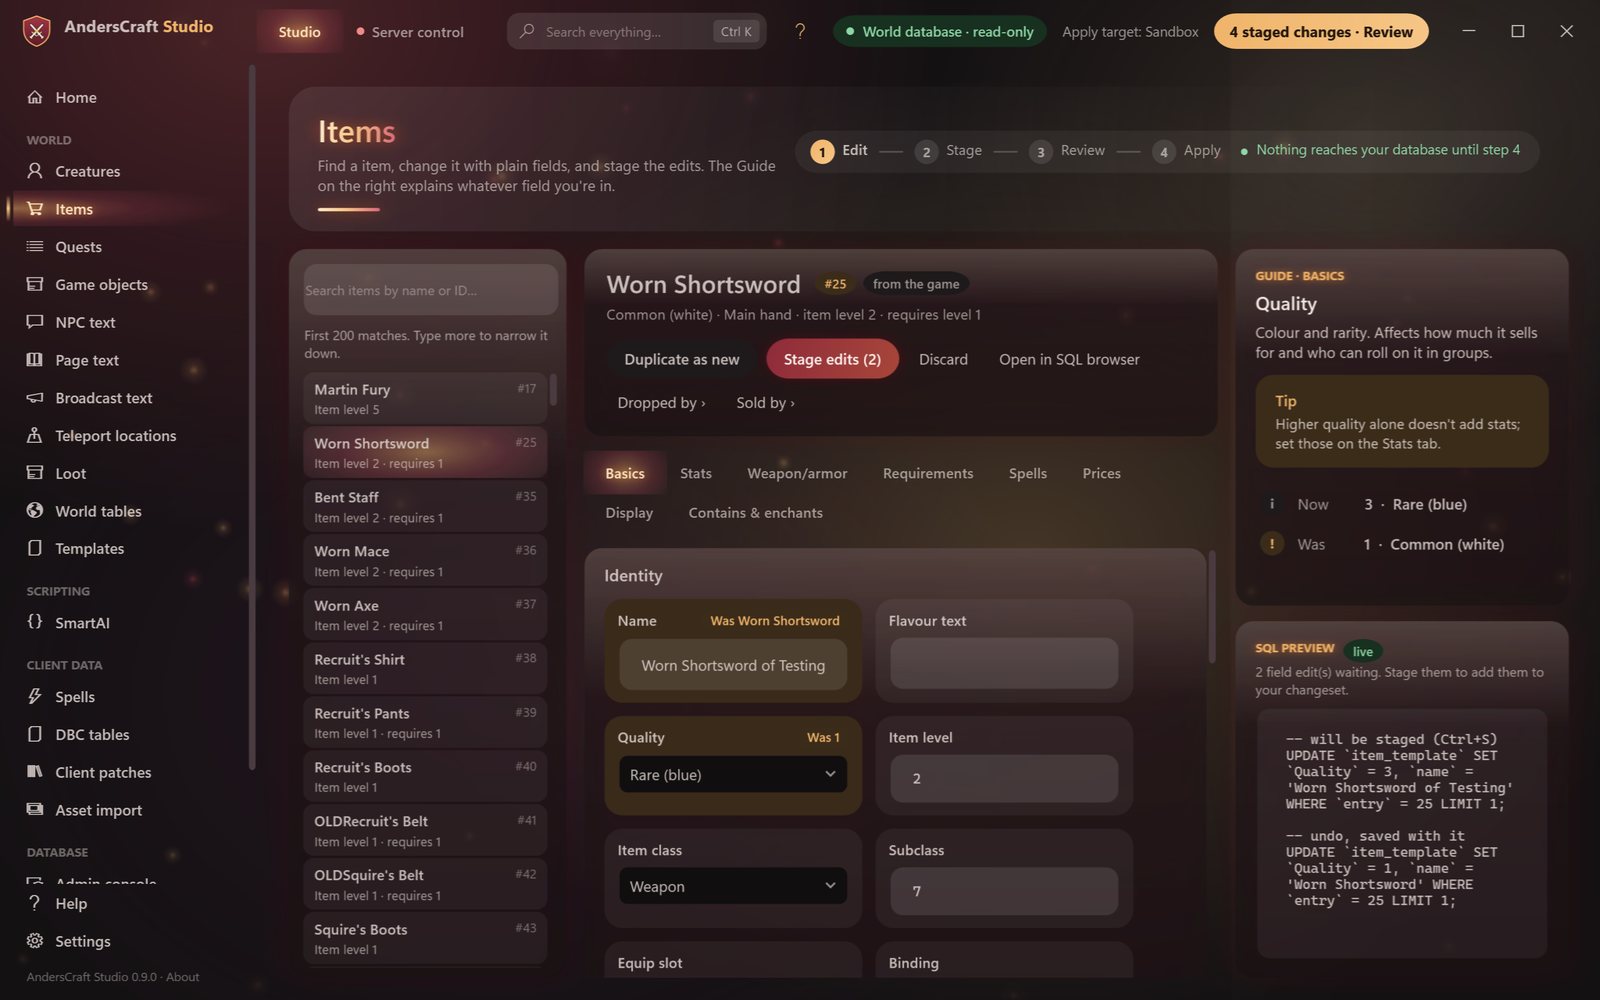 AndersCraft Studio
Studio
Server control
Search everything...
Ctrl K
?
World database · read-only
Apply target: Sandbox
4 staged changes · Review
Home
WORLD
Creatures
Items
Quests
Game objects
NPC text
Page text
Broadcast text
Teleport locations
Loot
World tables
Templates
SCRIPTING
SmartAI
CLIENT DATA
Spells
DBC tables
Client patches
Asset import
DATABASE
Admin console
Help
Settings
AndersCraft Studio 0.9.0 · About
Items
Find a item, change it with plain fields, and stage the edits. The Guide
on the right explains whatever field you're in.
1 Edit
2 Stage
3 Review
4 Apply
Nothing reaches your database until step 4
Search items by name or ID...
First 200 matches. Type more to narrow it
down.
Martin Fury #17
Item level 5
Worn Shortsword #25
Item level 2 · requires 1
Bent Staff #35
Item level 2 · requires 1
Worn Mace #36
Item level 2 · requires 1
Worn Axe #37
Item level 2 · requires 1
Recruit's Shirt #38
Item level 1
Recruit's Pants #39
Item level 1 · requires 1
Recruit's Boots #40
Item level 1
OLDRecruit's Belt #41
Item level 1 · requires 1
OLDSquire's Belt #42
Item level 1 · requires 1
Squire's Boots #43
Item level 1
Worn Shortsword #25 from the game
Common (white) · Main hand · item level 2 · requires level 1
Duplicate as new
Stage edits (2)
Discard
Open in SQL browser
Dropped by ›
Sold by ›
Basics
Stats
Weapon/armor
Requirements
Spells
Prices
Display
Contains & enchants
Identity
Name Was Worn Shortsword
Worn Shortsword of Testing
Flavour text
Quality Was 1
Rare (blue)
Item level
2
Item class
Weapon
Subclass
7
Equip slot
Binding
GUIDE · BASICS
Quality
Colour and rarity. Affects how much it sells
for and who can roll on it in groups.
Tip
Higher quality alone doesn't add stats;
set those on the Stats tab.
i Now 3 · Rare (blue)
! Was 1 · Common (white)
SQL PREVIEW live
2 field edit(s) waiting. Stage them to add them to
your changeset.
-- will be staged (Ctrl+S)
UPDATE `item_template` SET
`Quality` = 3, `name` =
'Worn Shortsword of Testing'
WHERE `entry` = 25 LIMIT 1;
-- undo, saved with it
UPDATE `item_template` SET
`Quality` = 1, `name` =
'Worn Shortsword' WHERE
`entry` = 25 LIMIT 1;